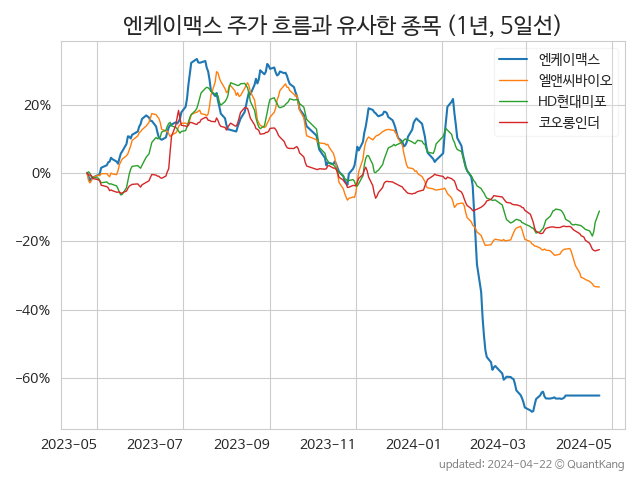 엔케이맥스 주가 흐름과 유사한 종목 (1년, 5일선)
엔케이맥스
엘앤씨바이오
HD현대미포
코오롱인더
20%
0%
−20%
−40%
−60%
2023-05 2023-07 2023-09 2023-11 2024-01 2024-03 2024-05
updated: 2024-04-22 © QuantKang